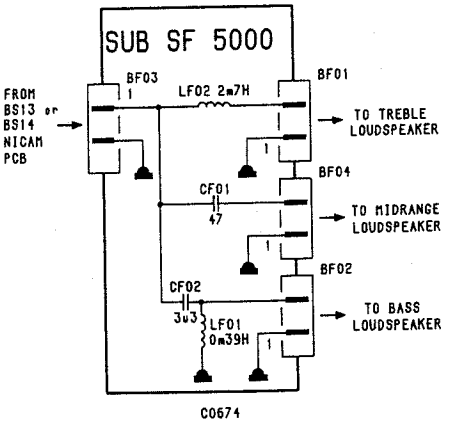 SUB SF 5000
BF03
1
FROM
BS13 or
BS14
NICAM
PCB
LF02 2m7H
BF01
TO TREBLE
LOUDSPEAKER
1
BF04
CF01
47
TO MIDRANGE
LOUDSPEAKER
1
BF02
CF02
3u3
LF01
0m39H
TO BASS
LOUDSPEAKER
1
C0674